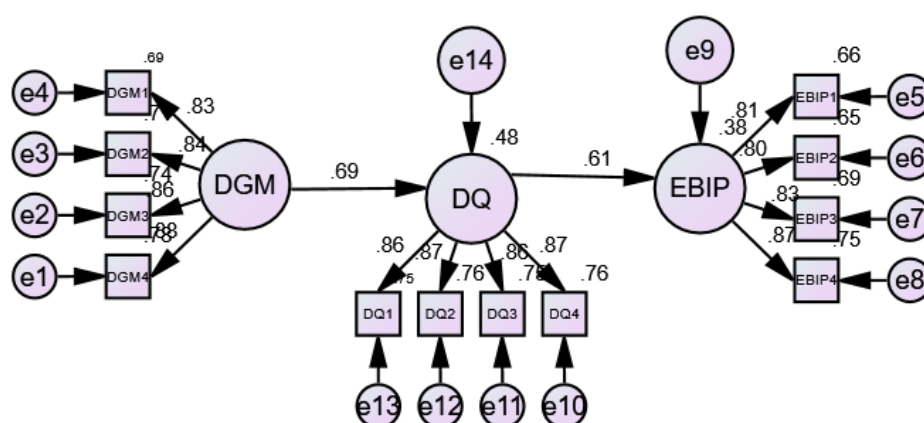 .69
e4
DGM1
.83
.7
e3
DGM2
.84
.74
e2
DGM3
.86
.78
e1
DGM4
.88
DGM
.69
e14
.48
DQ
.61
e9
.38
EBIP
.86
.75
.87
.76
.86
.75
.87
.76
DQ1
DQ2
DQ3
DQ4
e13
e12
e11
e10
.66
.81
EBIP1
e5
.65
.80
EBIP2
e6
.69
.83
EBIP3
e7
.75
.87
EBIP4
e8